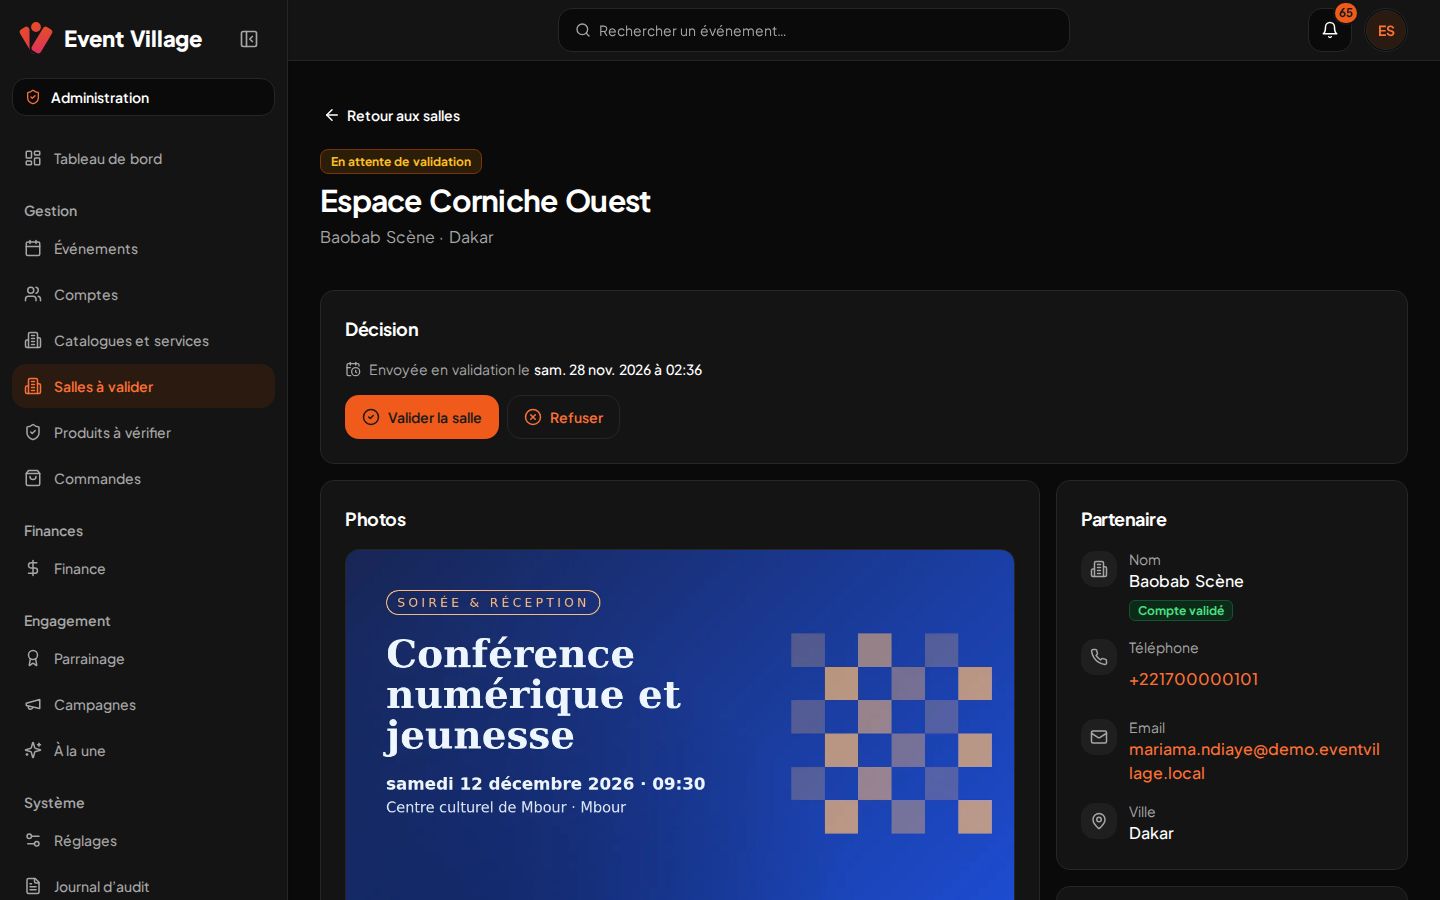 Event Village
Rechercher un événement...
65
ES
Administration
Tableau de bord
Gestion
Événements
Comptes
Catalogues et services
Salles à valider
Produits à vérifier
Commandes
Finances
Finance
Engagement
Parrainage
Campagnes
À la une
Système
Réglages
Journal d'audit
Retour aux salles
En attente de validation
Espace Corniche Ouest
Baobab Scène · Dakar
Décision
Envoyée en validation le sam. 28 nov. 2026 à 02:36
Valider la salle
Refuser
Photos
SOIRÉE & RÉCEPTION
Conférence
numérique et
jeunesse
samedi 12 décembre 2026 · 09:30
Centre culturel de Mbour · Mbour
Partenaire
Nom
Baobab Scène
Compte validé
Téléphone
+221700000101
Email
mariama.ndiaye@demo.eventvil
lage.local
Ville
Dakar